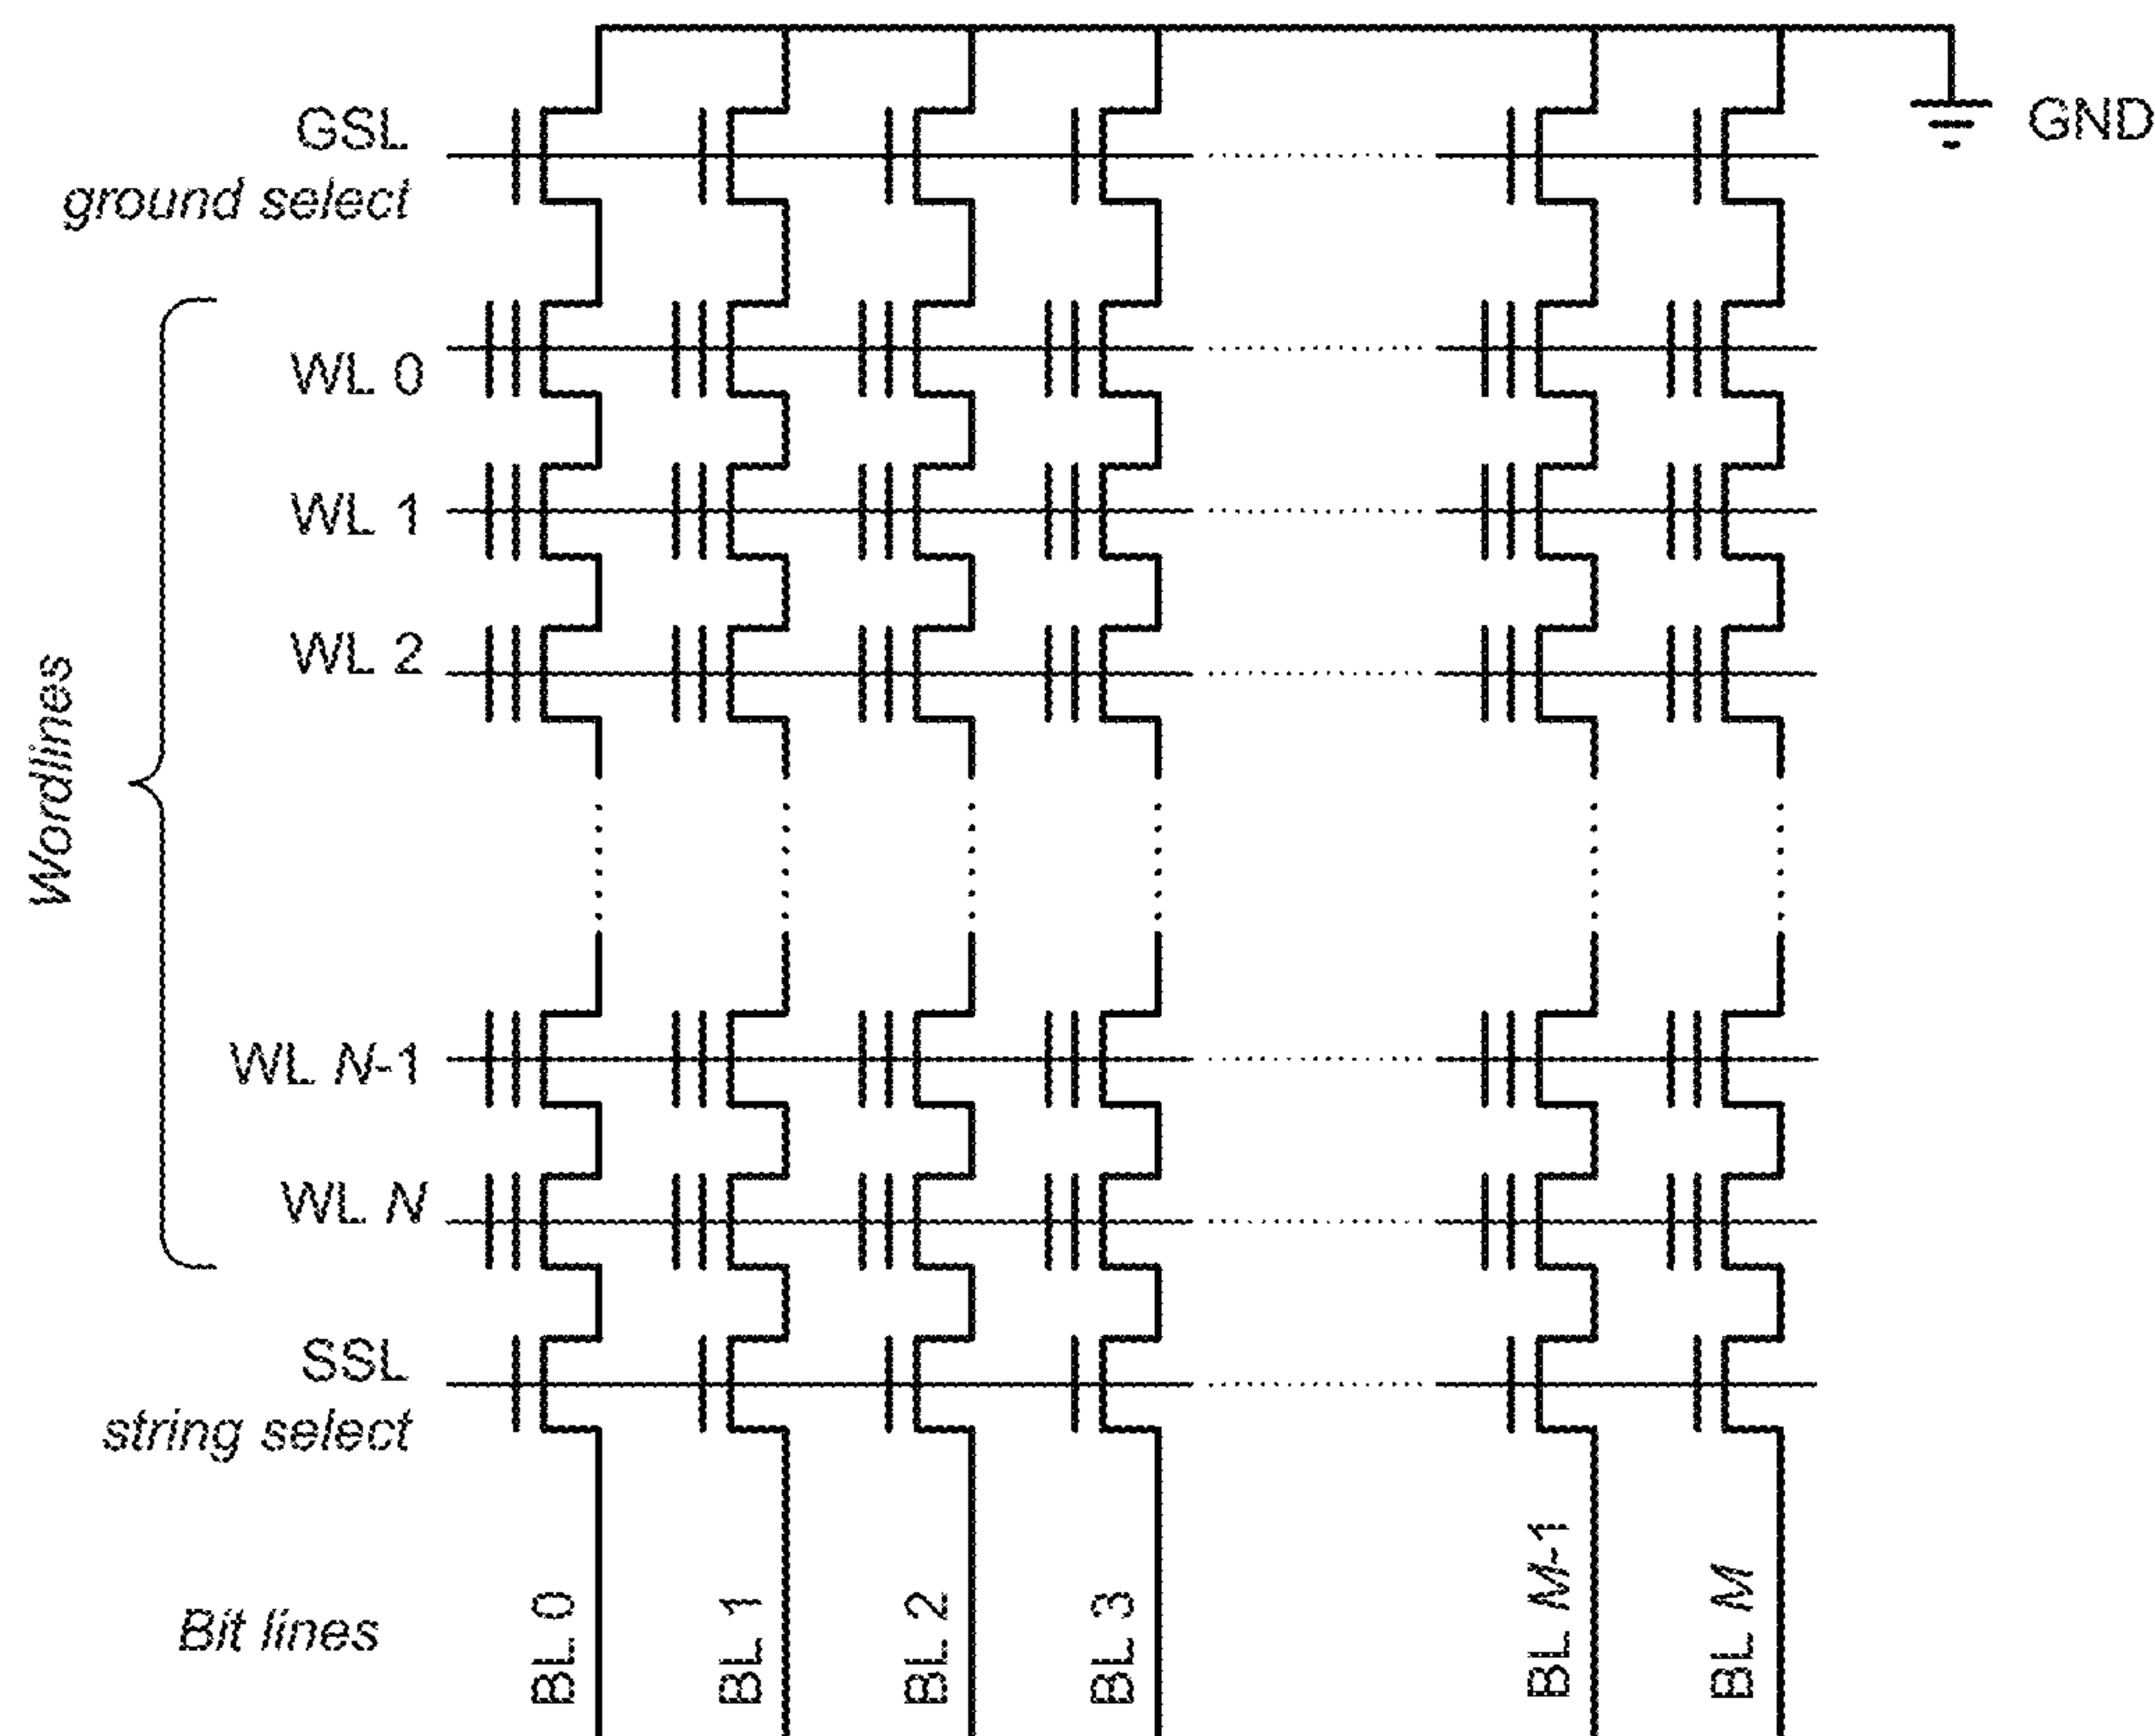 GSL
ground select
GND
WL 0
WL 1
WL 2
Wordlines
WL N-1
WL N
SSL
string select
Bit lines
BL 0
BL 1
BL 2
BL 3
BL M-1
BL M